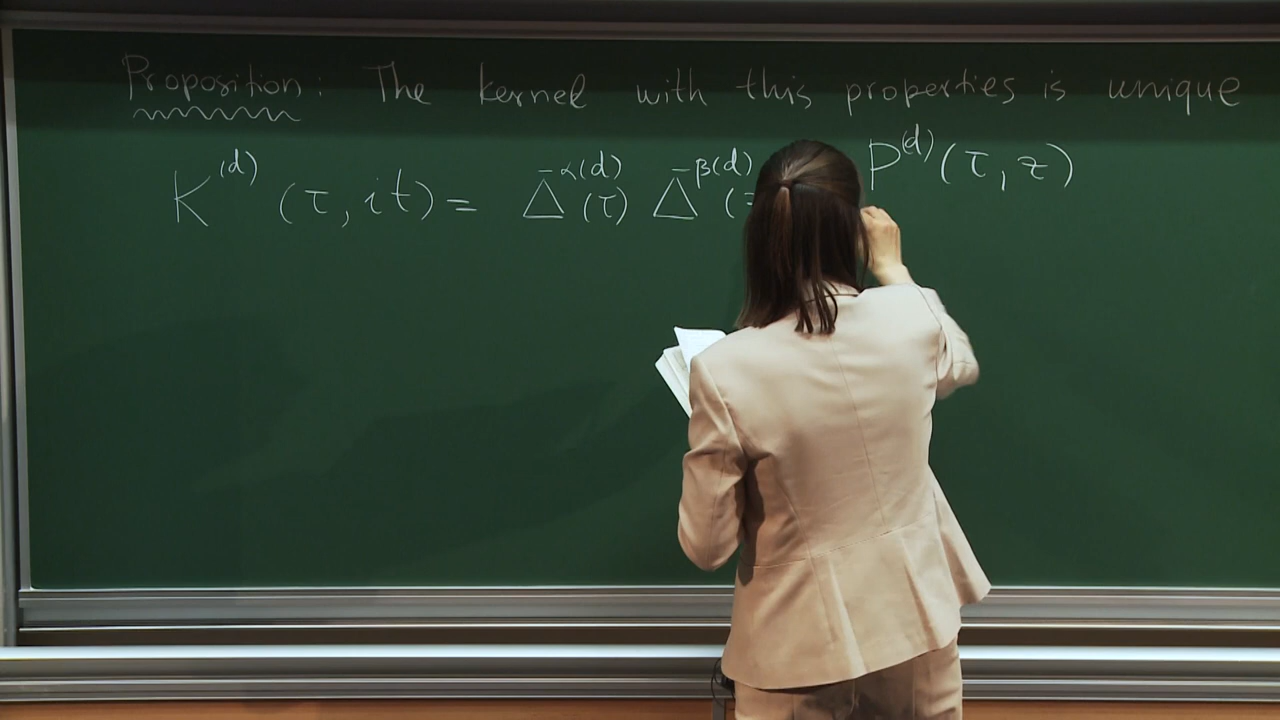 Proposition: The kernel with this properties is unique
K^(d) (τ, it) = Δ^-α(d) (τ) Δ^-β(d) (z P^(d) (τ, z)